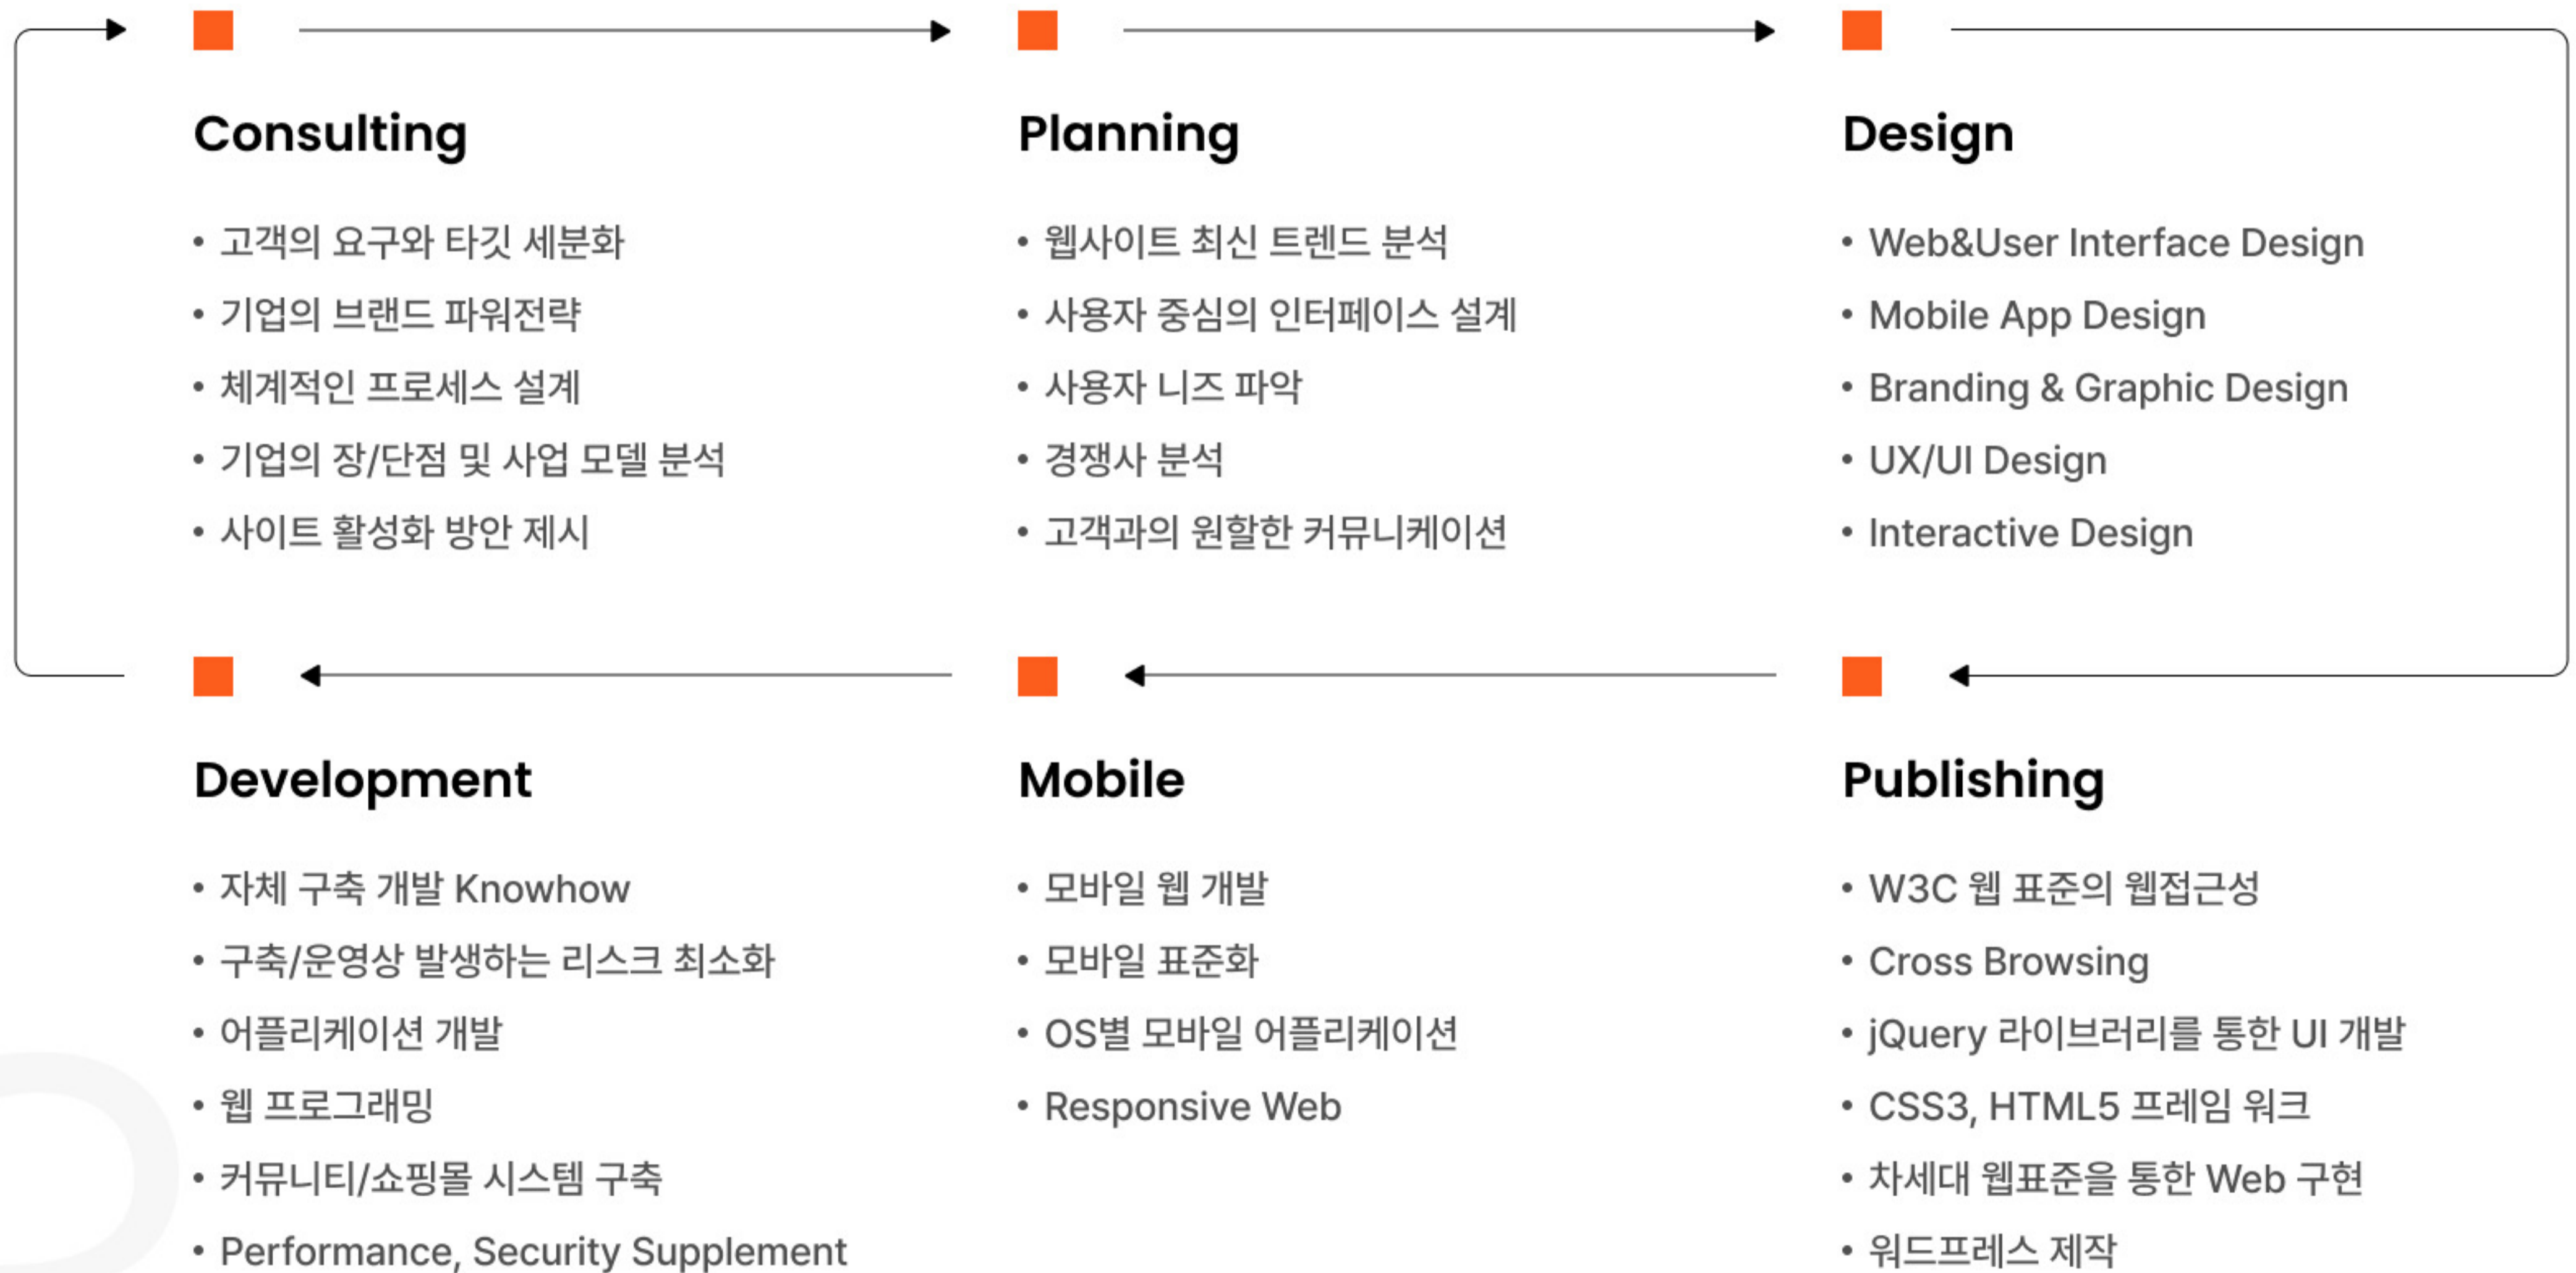 Consulting
• 고객의 요구와 타깃 세분화
• 기업의 브랜드 파워전략
• 체계적인 프로세스 설계
• 기업의 장/단점 및 사업 모델 분석
• 사이트 활성화 방안 제시
Planning
• 웹사이트 최신 트렌드 분석
• 사용자 중심의 인터페이스 설계
• 사용자 니즈 파악
• 경쟁사 분석
• 고객과의 원할한 커뮤니케이션
Design
• Web&User Interface Design
• Mobile App Design
• Branding & Graphic Design
• UX/UI Design
• Interactive Design
Development
• 자체 구축 개발 Knowhow
• 구축/운영상 발생하는 리스크 최소화
• 어플리케이션 개발
• 웹 프로그래밍
• 커뮤니티/쇼핑몰 시스템 구축
• Performance, Security Supplement
Mobile
• 모바일 웹 개발
• 모바일 표준화
• OS별 모바일 어플리케이션
• Responsive Web
Publishing
• W3C 웹 표준의 웹접근성
• Cross Browsing
• jQuery 라이브러리를 통한 UI 개발
• CSS3, HTML5 프레임 워크
• 차세대 웹표준을 통한 Web 구현
• 워드프레스 제작